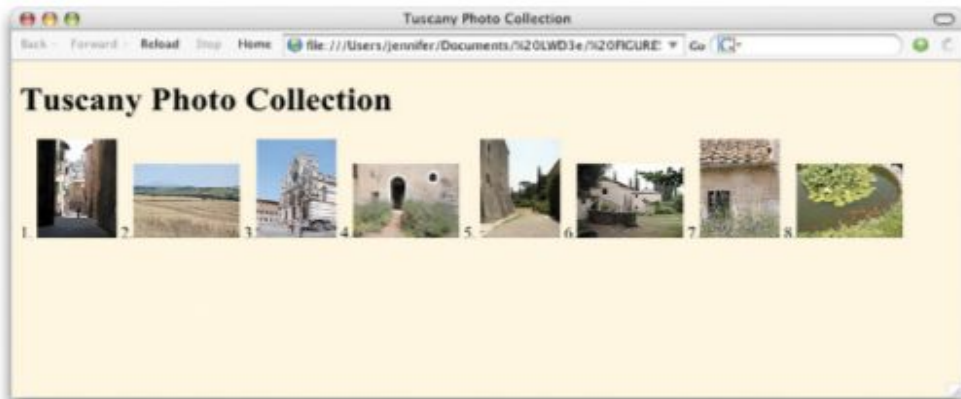 Tuscany Photo Collection
Back Forward Reload Stop Home file:///Users/jennifer/Documents/%20LWD3e/%20FIGURE Go
Tuscany Photo Collection
1. 2. 3. 4. 5. 6. 7. 8.